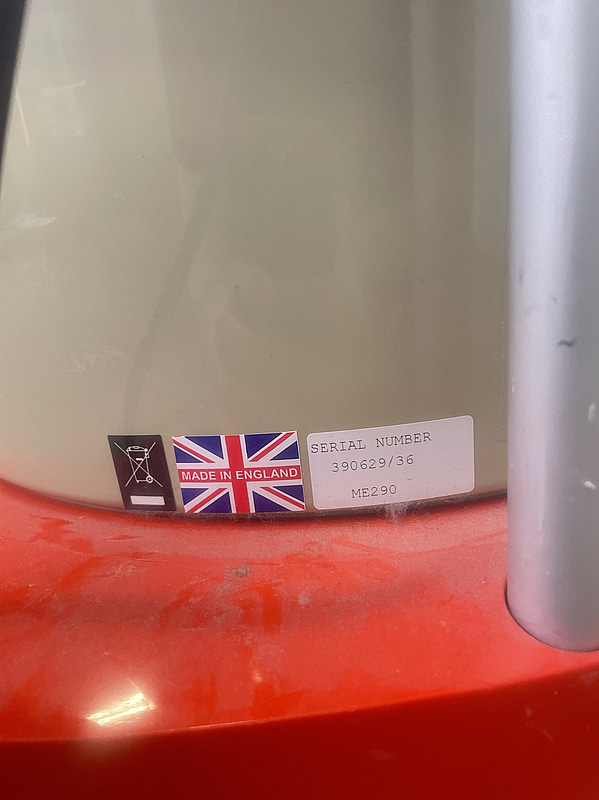 MADE IN ENGLAND
SERIAL NUMBER
390629/36
ME290